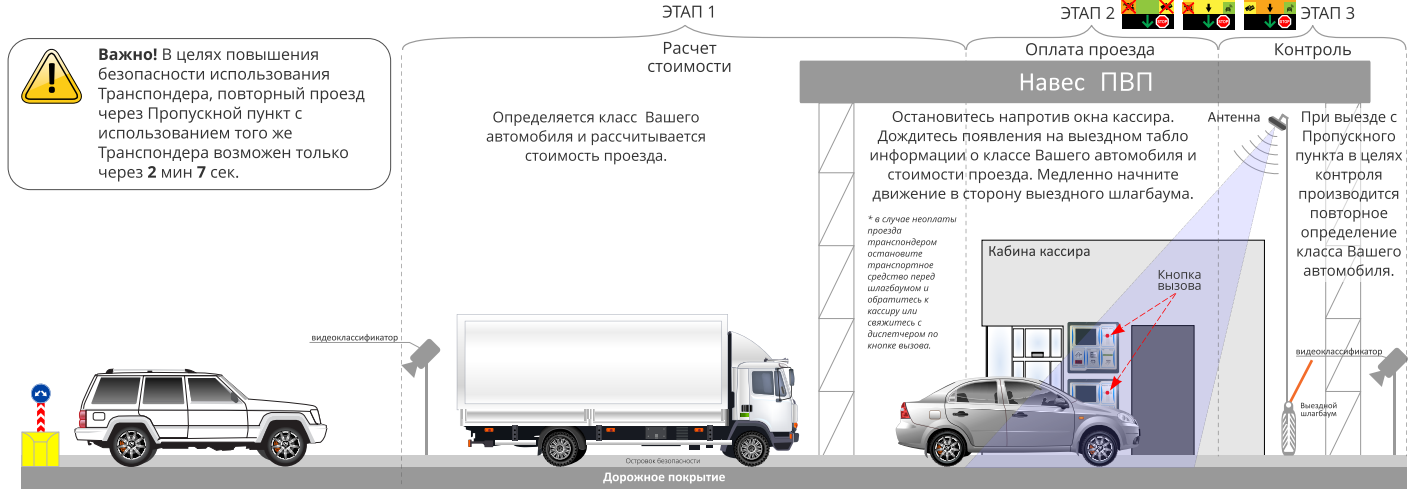 ЭТАП 1
ЭТАП 2
ЭТАП 3
Важно! В целях повышения
безопасности использования
Транспондера, повторный проезд
через Пропускной пункт с
использованием того же
Транспондера возможен только
через 2 мин 7 сек.
Расчет
стоимости
Оплата проезда
Контроль
Навес ПВП
Определяется класс Вашего
автомобиля и рассчитывается
стоимость проезда.
Остановитесь напротив окна кассира.
Дождитесь появления на выездном табло
информации о классе Вашего автомобиля и
стоимости проезда. Медленно начните
движение в сторону выездного шлагбаума.
* в случае неоплаты
проезда
транспондером
остановите
транспортное
средство перед
шлагбаумом и
обратитесь к
кассиру или
свяжитесь с
диспетчером по
кнопке вызова.
Антенна
При выезде с
Пропускного
пункта в целях
контроля
производится
повторное
определение
класса Вашего
автомобиля.
Кабина кассира
Кнопка
вызова
видеоклассификатор
видеоклассификатор
Выездной
шлагбаум
Островок безопасности
Дорожное покрытие
STOP
STOP
STOP